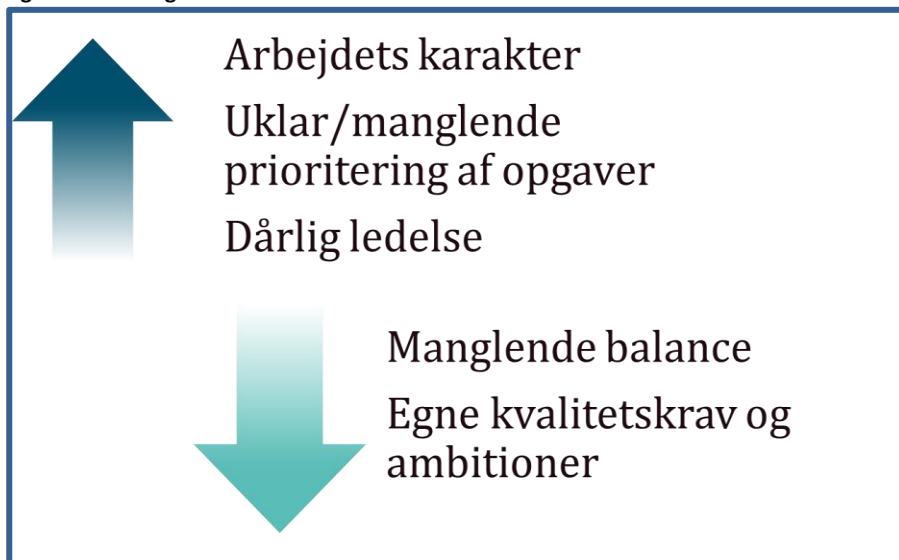 Arbejdets karakter
Uklar/manglende
prioritering af opgaver
Dårlig ledelse
Manglende balance
Egne kvalitetskrav og
ambitioner